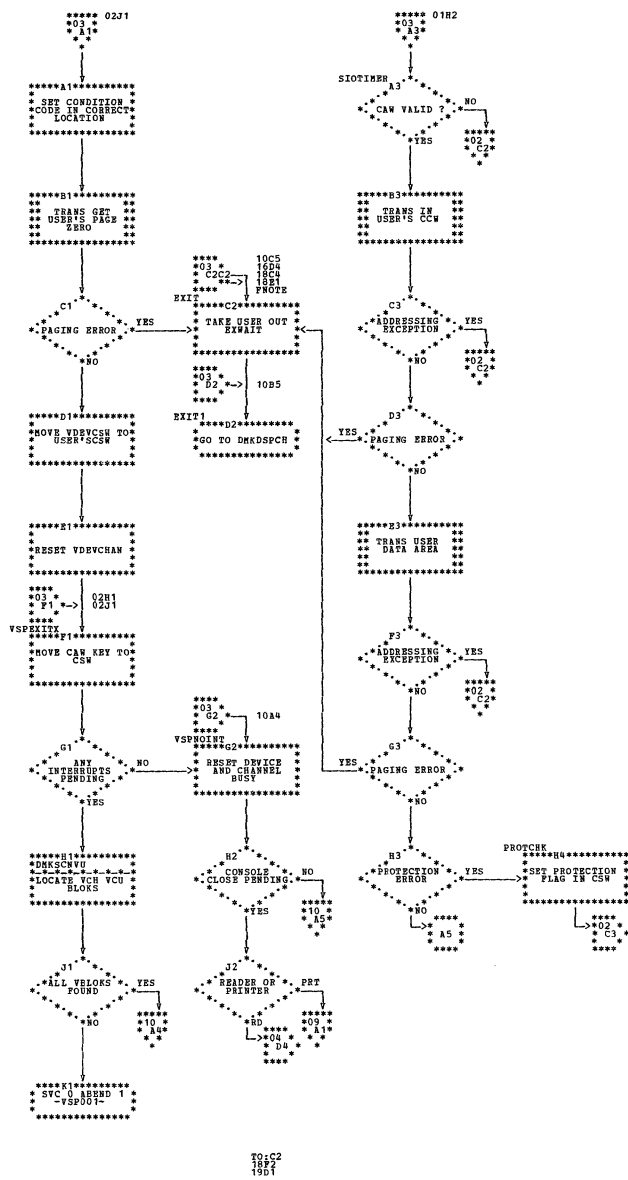 02J1
03
A1
A1
SET CONDITION
CODE IN CORRECT
LOCATION
B1
TRANS GET
USER'S PAGE
ZERO
C1
PAGING ERROR
YES
NO
D1
MOVE VDEVCSW TO
USER'SCSW
E1
RESET VDEVCHAN
03
F1
*->
02H1
02J1
VSPEXITX
F1
MOVE CAW KEY TO
CSW
G1
ANY
INTERRUPTS
PENDING
NO
YES
H1
DMKSCNVU
LOCATE VCH VCU
BLOKS
J1
ALL VBLOKS
FOUND
YES
NO
10
A4
K1
SVC 0 ABEND 1
-VSP001-
03
C2C2
10C5
16D4
18C4
18E1
FNOTE
EXIT
C2
TAKE USER OUT
EXWAIT
03
D2
*->
10B5
EXIT1
D2
GO TO DMKDSPCH
03
G2
10A4
VSPNOINT
G2
RESET DEVICE
AND CHANNEL
BUSY
H2
CONSOLE
CLOSE PENDING
NO
YES
10
A5
J2
READER OR
PRINTER
PRT
RD
09
A1
04
D4
01H2
03
A3
SIOTIMER
A3
CAW VALID ?
NO
YES
02
C2
B3
TRANS IN
USER'S CCW
C3
ADDRESSING
EXCEPTION
YES
NO
02
C2
D3
YES
PAGING ERROR
NO
E3
TRANS USER
DATA AREA
F3
ADDRESSING
EXCEPTION
YES
NO
02
C2
G3
YES
PAGING ERROR
NO
H3
PROTECTION
ERROR
YES
NO
A5
PROTCHK
H4
SET PROTECTION
FLAG IN CSW
02
C3
TO:C2
18F2
19D1